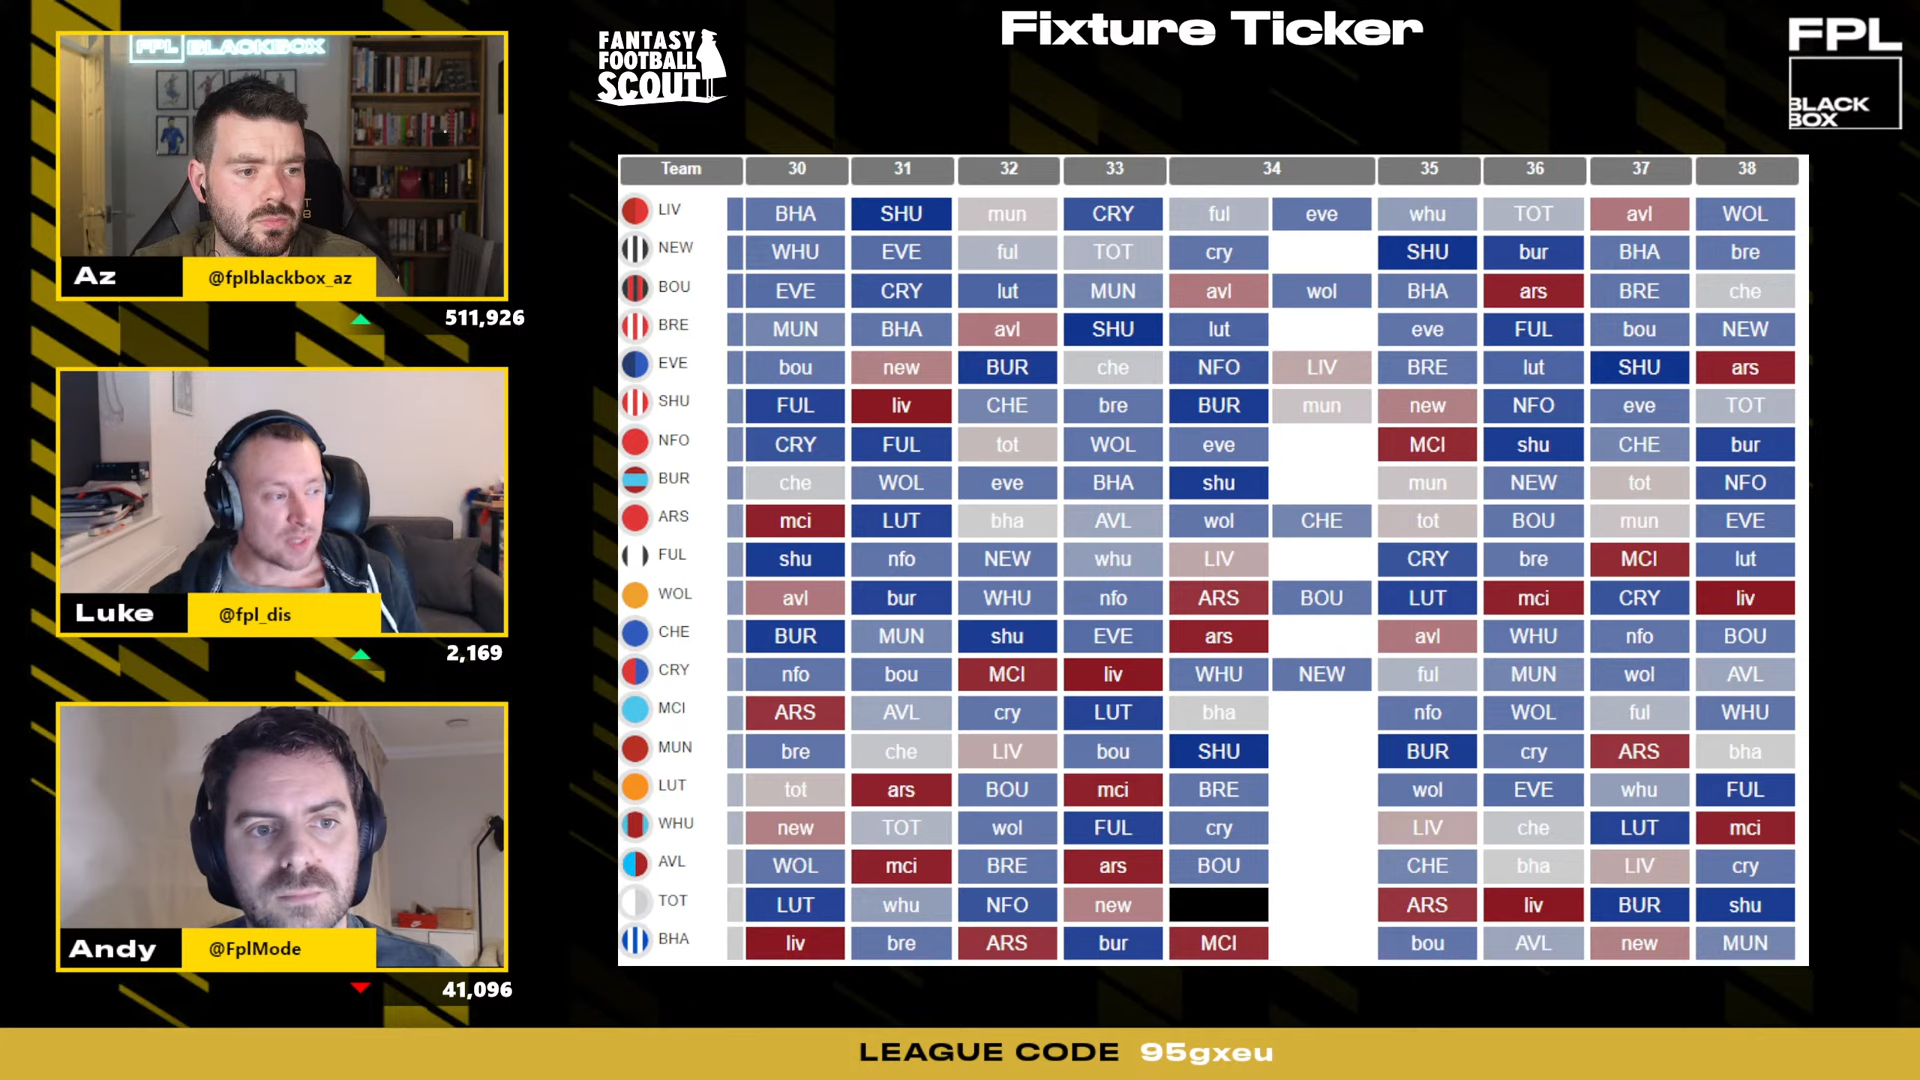 FPL BLACKBOX
Az
@fplblackbox_az
511,926
Luke
@fpl_dis
2,169
Andy
@FplMode
41,096
FANTASY
FOOTBALL
SCOUT
Fixture Ticker
FPL
BLACK
BOX
Team 30 31 32 33 34 35 36 37 38
LIV BHA SHU mun CRY ful eve whu TOT avl WOL
NEW WHU EVE ful TOT cry SHU bur BHA bre
BOU EVE CRY lut MUN avl wol BHA ars BRE che
BRE MUN BHA avl SHU lut eve FUL bou NEW
EVE bou new BUR che NFO LIV BRE lut SHU ars
SHU FUL liv CHE bre BUR mun new NFO eve TOT
NFO CRY FUL tot WOL eve MCI shu CHE bur
BUR che WOL eve BHA shu mun NEW tot NFO
ARS mci LUT bha AVL wol CHE tot BOU mun EVE
FUL shu nfo NEW whu LIV CRY bre MCI lut
WOL avl bur WHU nfo ARS BOU LUT mci CRY liv
CHE BUR MUN shu EVE ars avl WHU nfo BOU
CRY nfo bou MCI liv WHU NEW ful MUN wol AVL
MCI ARS AVL cry LUT bha nfo WOL ful WHU
MUN bre che LIV bou SHU BUR cry ARS bha
LUT tot ars BOU mci BRE wol EVE whu FUL
WHU new TOT wol FUL cry LIV che LUT mci
AVL WOL mci BRE ars BOU CHE bha LIV cry
TOT LUT whu NFO new ARS liv BUR shu
BHA liv bre ARS bur MCI bou AVL new MUN
LEAGUE CODE 95gxeu